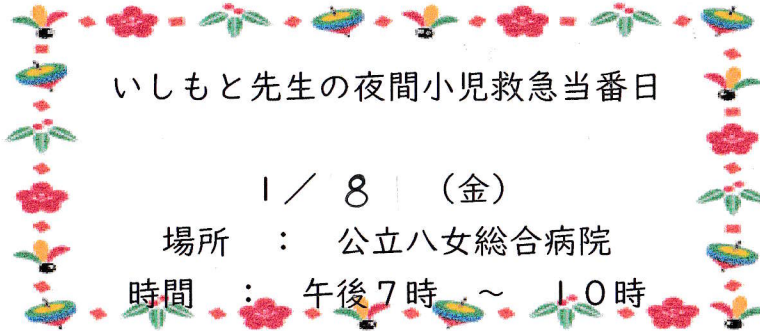 いしもと先生の夜間小児救急当番日
1／ 8 （金）
場所 ： 公立八女総合病院
時間 ： 午後7時 ～ 10時